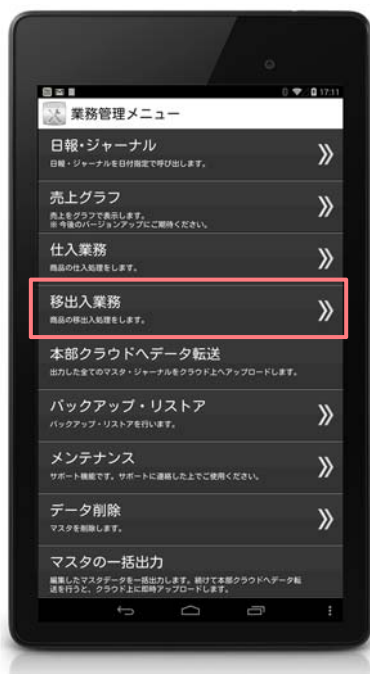 17:11
業務管理メニュー
日報・ジャーナル
日報・ジャーナルを日付指定で呼び出します。
売上グラフ
売上をグラフで表示します。
※ 今後のバージョンアップにご期待ください。
仕入業務
商品の仕入処理をします。
移出入業務
商品の移出入処理をします。
本部クラウドへデータ転送
出力した全てのマスタ・ジャーナルをクラウド上へアップロードします。
バックアップ・リストア
バックアップ・リストアを行います。
メンテナンス
サポート機能です。サポートに連絡した上でご使用ください。
データ削除
マスタを削除します。
マスタの一括出力
編集したマスタデータを一括出力します。続けて本部クラウドへデータ転
送を行うと、クラウド上に即時アップロードします。